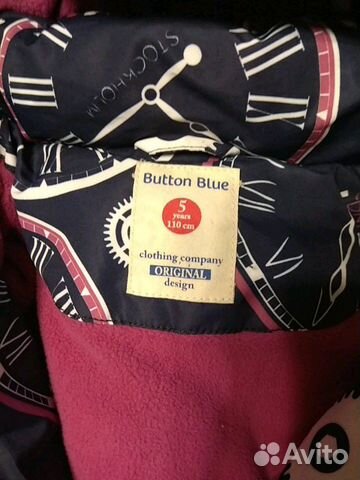 STOCKHOLM
Button Blue
5
years
110 cm
clothing company
ORIGINAL
design
Avito